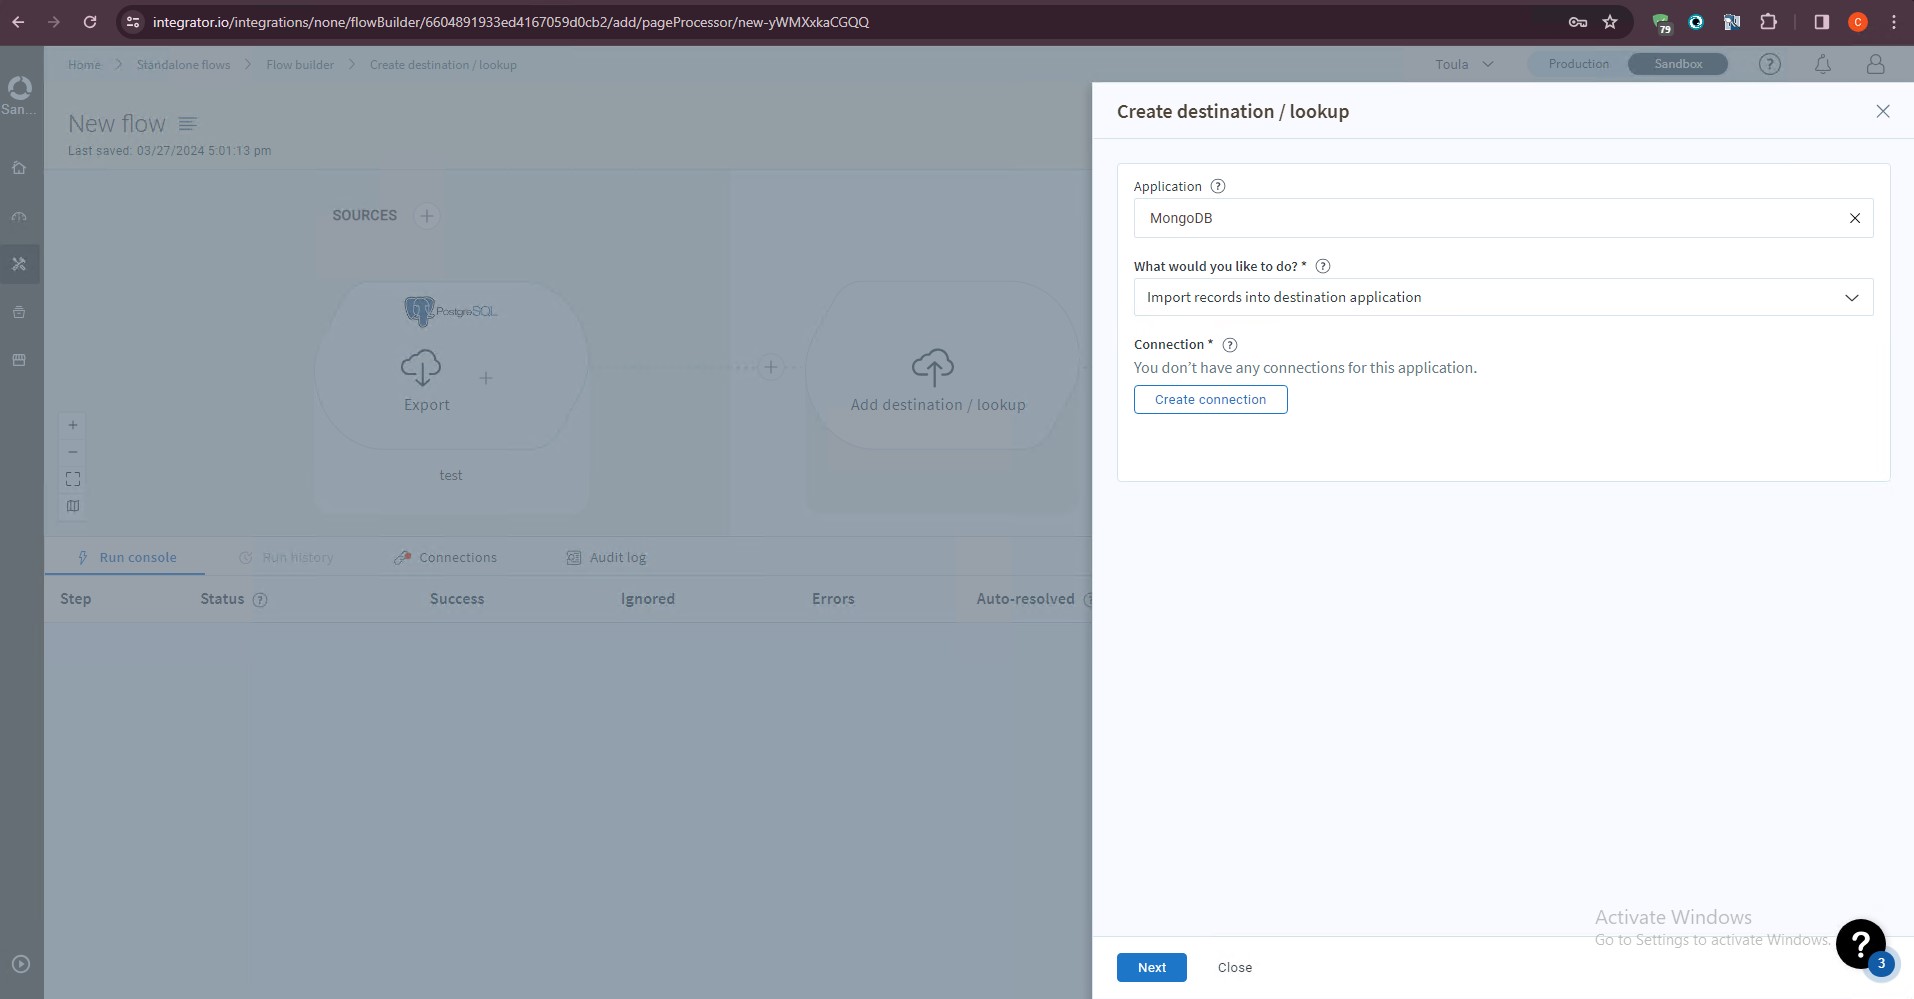 integrator.io/integrations/none/flowBuilder/6604891933ed4167059d0cb2/add/pageProcessor/new-yWMXxkaCGQQ
79
C
Home
Standalone flows
Flow builder
Create destination / lookup
Toula
Production
Sandbox
?
San...
New flow
Last saved: 03/27/2024 5:01:13 pm
SOURCES
PostgreSQL
Export
test
Add destination / lookup
Run console
Run history
Connections
Audit log
Step
Status ?
Success
Ignored
Errors
Auto-resolved
Create destination / lookup
Application ?
MongoDB
What would you like to do? * ?
Import records into destination application
Connection * ?
You don’t have any connections for this application.
Create connection
Activate Windows
Go to Settings to activate Windows.
?
3
Next
Close